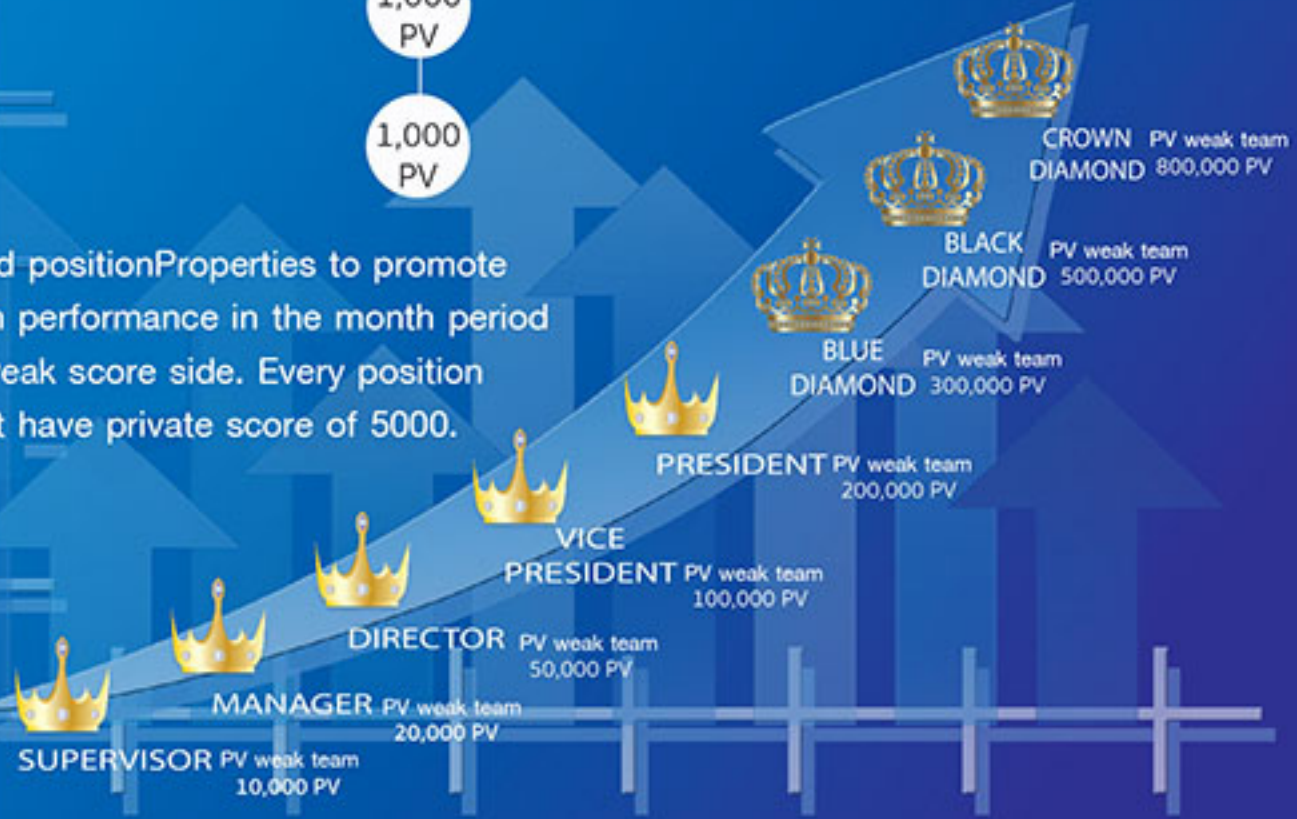 1,000
PV
1,000
PV
positionProperties to promote
performance in the month period
score side. Every position
have private score of 5000.
CROWN
DIAMOND
PV weak team
800,000 PV
BLACK
DIAMOND
PV weak team
500,000 PV
BLUE
DIAMOND
PV weak team
300,000 PV
PRESIDENT
PV weak team
200,000 PV
VICE
PRESIDENT
PV weak team
100,000 PV
DIRECTOR
PV weak team
50,000 PV
MANAGER
PV weak team
20,000 PV
SUPERVISOR
PV weak team
10,000 PV